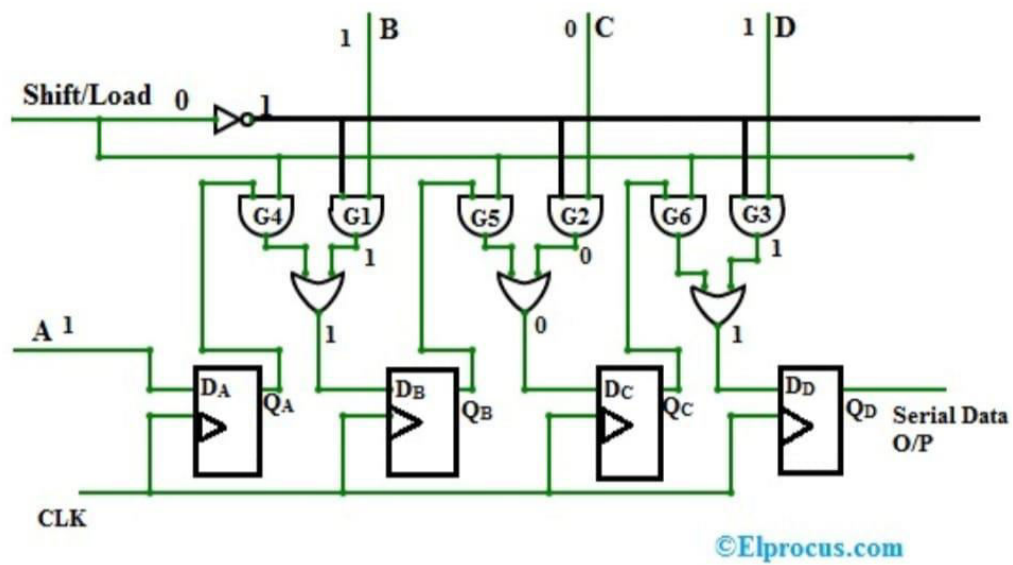 1 B 0 C 1 D
Shift/Load 0 1
G4 G1 G5 G2 G6 G3
1 0 1
1 0 1
A 1
DA QA DB QB DC QC DD QD Serial Data
O/P
CLK
©Elprocus.com